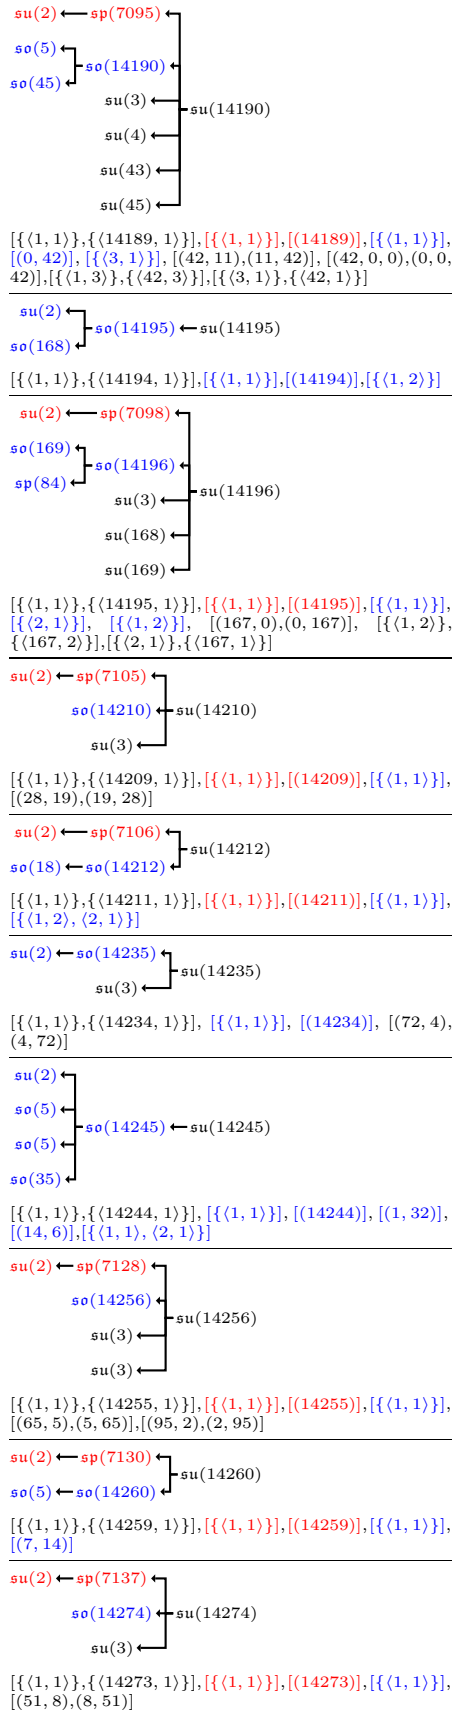 𝔰𝔲(2) 𝔰𝔭(7095)
𝔰𝔬(5)
𝔰𝔬(14190)
𝔰𝔬(45)
𝔰𝔲(3)
𝔰𝔲(14190)
𝔰𝔲(4)
𝔰𝔲(43)
𝔰𝔲(45)
[{⟨1, 1⟩},{⟨14189, 1⟩}],[{⟨1, 1⟩}],[(14189)],[{⟨1, 1⟩}],
[(0, 42)], [{⟨3, 1⟩}], [(42, 11),(11, 42)], [(42, 0, 0),(0, 0,
42)],[{⟨1, 3⟩},{⟨42, 3⟩}],[{⟨3, 1⟩},{⟨42, 1⟩}]
𝔰𝔲(2)
𝔰𝔬(14195) 𝔰𝔲(14195)
𝔰𝔬(168)
[{⟨1, 1⟩},{⟨14194, 1⟩}],[{⟨1, 1⟩}],[(14194)],[{⟨1, 2⟩}]
𝔰𝔲(2) 𝔰𝔭(7098)
𝔰𝔬(169)
𝔰𝔬(14196)
𝔰𝔭(84)
𝔰𝔲(14196)
𝔰𝔲(3)
𝔰𝔲(168)
𝔰𝔲(169)
[{⟨1, 1⟩},{⟨14195, 1⟩}],[{⟨1, 1⟩}],[(14195)],[{⟨1, 1⟩}],
[{⟨2, 1⟩}], [{⟨1, 2⟩}], [(167, 0),(0, 167)], [{⟨1, 2⟩},
{⟨167, 2⟩}],[{⟨2, 1⟩},{⟨167, 1⟩}]
𝔰𝔲(2) 𝔰𝔭(7105)
𝔰𝔬(14210) 𝔰𝔲(14210)
𝔰𝔲(3)
[{⟨1, 1⟩},{⟨14209, 1⟩}],[{⟨1, 1⟩}],[(14209)],[{⟨1, 1⟩}],
[(28, 19),(19, 28)]
𝔰𝔲(2) 𝔰𝔭(7106)
𝔰𝔲(14212)
𝔰𝔬(18) 𝔰𝔬(14212)
[{⟨1, 1⟩},{⟨14211, 1⟩}],[{⟨1, 1⟩}],[(14211)],[{⟨1, 1⟩}],
[{⟨1, 2⟩, ⟨2, 1⟩}]
𝔰𝔲(2) 𝔰𝔬(14235)
𝔰𝔲(14235)
𝔰𝔲(3)
[{⟨1, 1⟩},{⟨14234, 1⟩}], [{⟨1, 1⟩}], [(14234)], [(72, 4),
(4, 72)]
𝔰𝔲(2)
𝔰𝔬(5)
𝔰𝔬(14245) 𝔰𝔲(14245)
𝔰𝔬(5)
𝔰𝔬(35)
[{⟨1, 1⟩},{⟨14244, 1⟩}], [{⟨1, 1⟩}], [(14244)], [(1, 32)],
[(14, 6)],[{⟨1, 1⟩, ⟨2, 1⟩}]
𝔰𝔲(2) 𝔰𝔭(7128)
𝔰𝔬(14256)
𝔰𝔲(14256)
𝔰𝔲(3)
𝔰𝔲(3)
[{⟨1, 1⟩},{⟨14255, 1⟩}],[{⟨1, 1⟩}],[(14255)],[{⟨1, 1⟩}],
[(65, 5),(5, 65)],[(95, 2),(2, 95)]
𝔰𝔲(2) 𝔰𝔭(7130)
𝔰𝔲(14260)
𝔰𝔬(5) 𝔰𝔬(14260)
[{⟨1, 1⟩},{⟨14259, 1⟩}],[{⟨1, 1⟩}],[(14259)],[{⟨1, 1⟩}],
[(7, 14)]
𝔰𝔲(2) 𝔰𝔭(7137)
𝔰𝔬(14274) 𝔰𝔲(14274)
𝔰𝔲(3)
[{⟨1, 1⟩},{⟨14273, 1⟩}],[{⟨1, 1⟩}],[(14273)],[{⟨1, 1⟩}],
[(51, 8),(8, 51)]